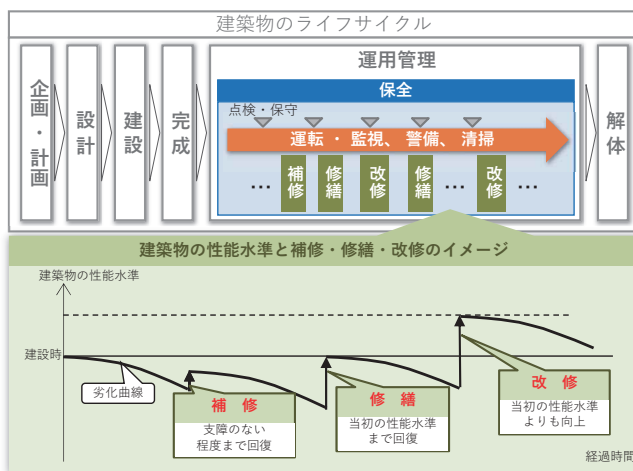 建築物のライフサイクル
企画・計画
設計
建設
完成
運用管理
保全
点検・保守
運転・監視、警備、清掃
… 補修 修繕 改修 修繕 … 改修 …
解体
建築物の性能水準と補修・修繕・改修のイメージ
建築物の性能水準
建設時
劣化曲線
補修
支障のない
程度まで回復
修繕
当初の性能水準
まで回復
改修
当初の性能水準
よりも向上
経過時間